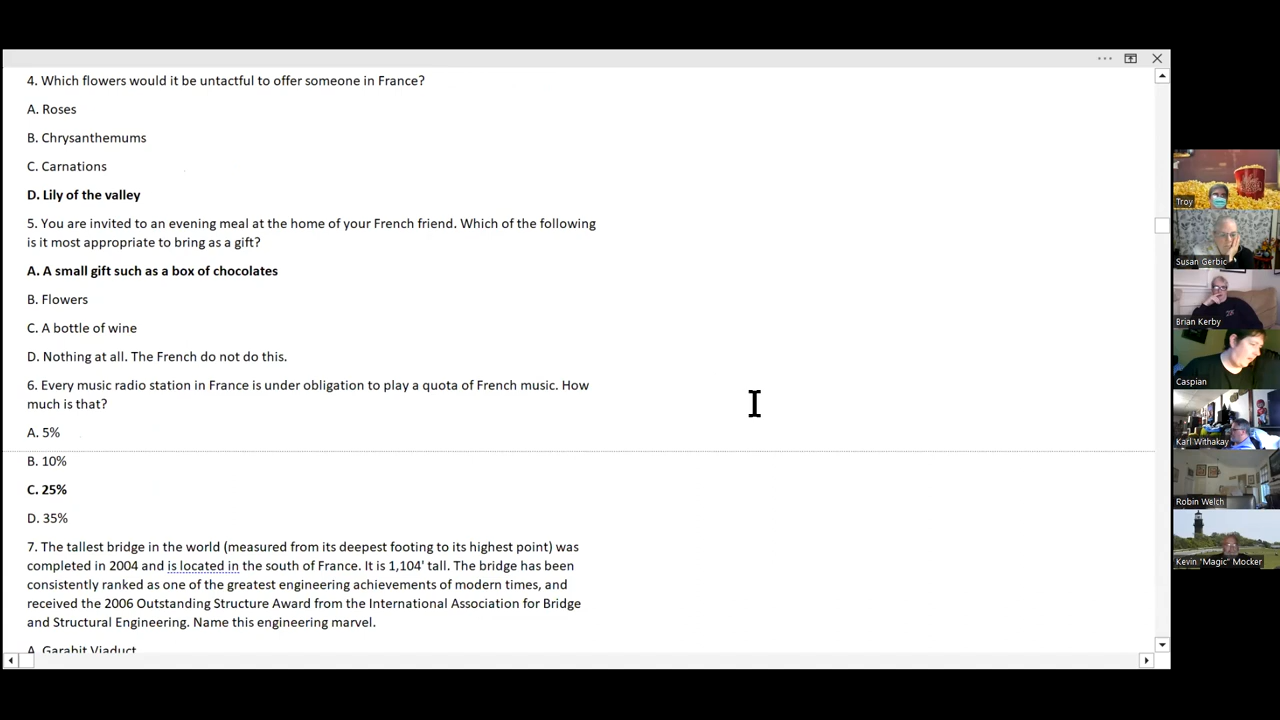 4. Which flowers would it be untactful to offer someone in France?
A. Roses
B. Chrysanthemums
C. Carnations
D. Lily of the valley
5. You are invited to an evening meal at the home of your French friend. Which of the following
is it most appropriate to bring as a gift?
A. A small gift such as a box of chocolates
B. Flowers
C. A bottle of wine
D. Nothing at all. The French do not do this.
6. Every music radio station in France is under obligation to play a quota of French music. How
much is that?
A. 5%
B. 10%
C. 25%
D. 35%
7. The tallest bridge in the world (measured from its deepest footing to its highest point) was
completed in 2004 and is located in the south of France. It is 1,104' tall. The bridge has been
consistently ranked as one of the greatest engineering achievements of modern times, and
received the 2006 Outstanding Structure Award from the International Association for Bridge
and Structural Engineering. Name this engineering marvel.
A. Garabit Viaduct
Troy
Susan Gerbic
Brian Kerby
Caspian
Karl Withakay
Robin Welch
Kevin "Magic" Mocker